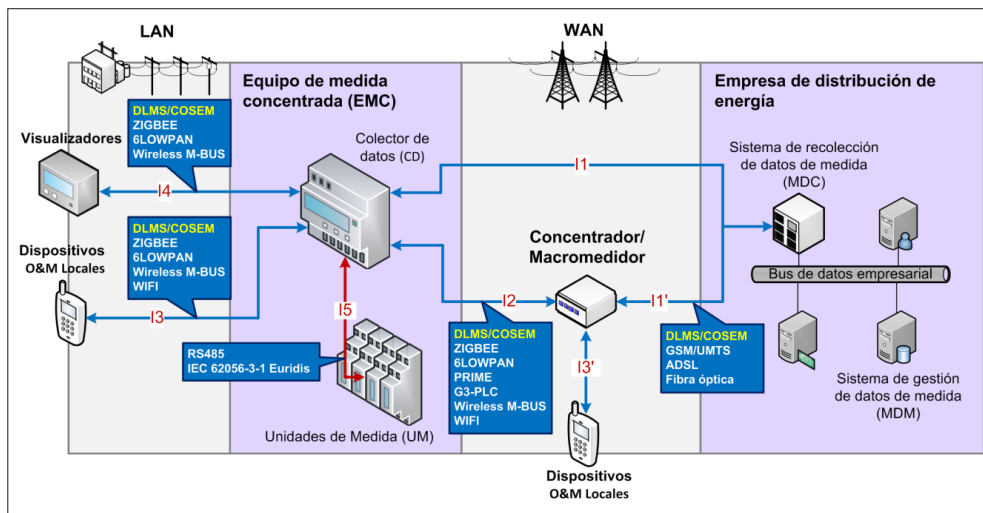 LAN
WAN
Equipo de medida
concentrada (EMC)
Empresa de distribución de
energía
DLMS/COSEM
ZIGBEE
6LOWPAN
Wireless M-BUS
Visualizadores
Colector de
datos (CD)
I4
I1
Sistema de recolección
de datos de medida
(MDC)
DLMS/COSEM
ZIGBEE
6LOWPAN
Wireless M-BUS
WIFI
Dispositivos
O&M Locales
I3
Concentrador/
Macromedidor
Bus de datos empresarial
I2
I1'
I5
RS485
IEC 62056-3-1 Euridis
Unidades de Medida (UM)
DLMS/COSEM
ZIGBEE
6LOWPAN
PRIME
G3-PLC
Wireless M-BUS
WIFI
I3'
DLMS/COSEM
GSM/UMTS
ADSL
Fibra óptica
Sistema de gestión
de datos de medida
(MDM)
Dispositivos
O&M Locales